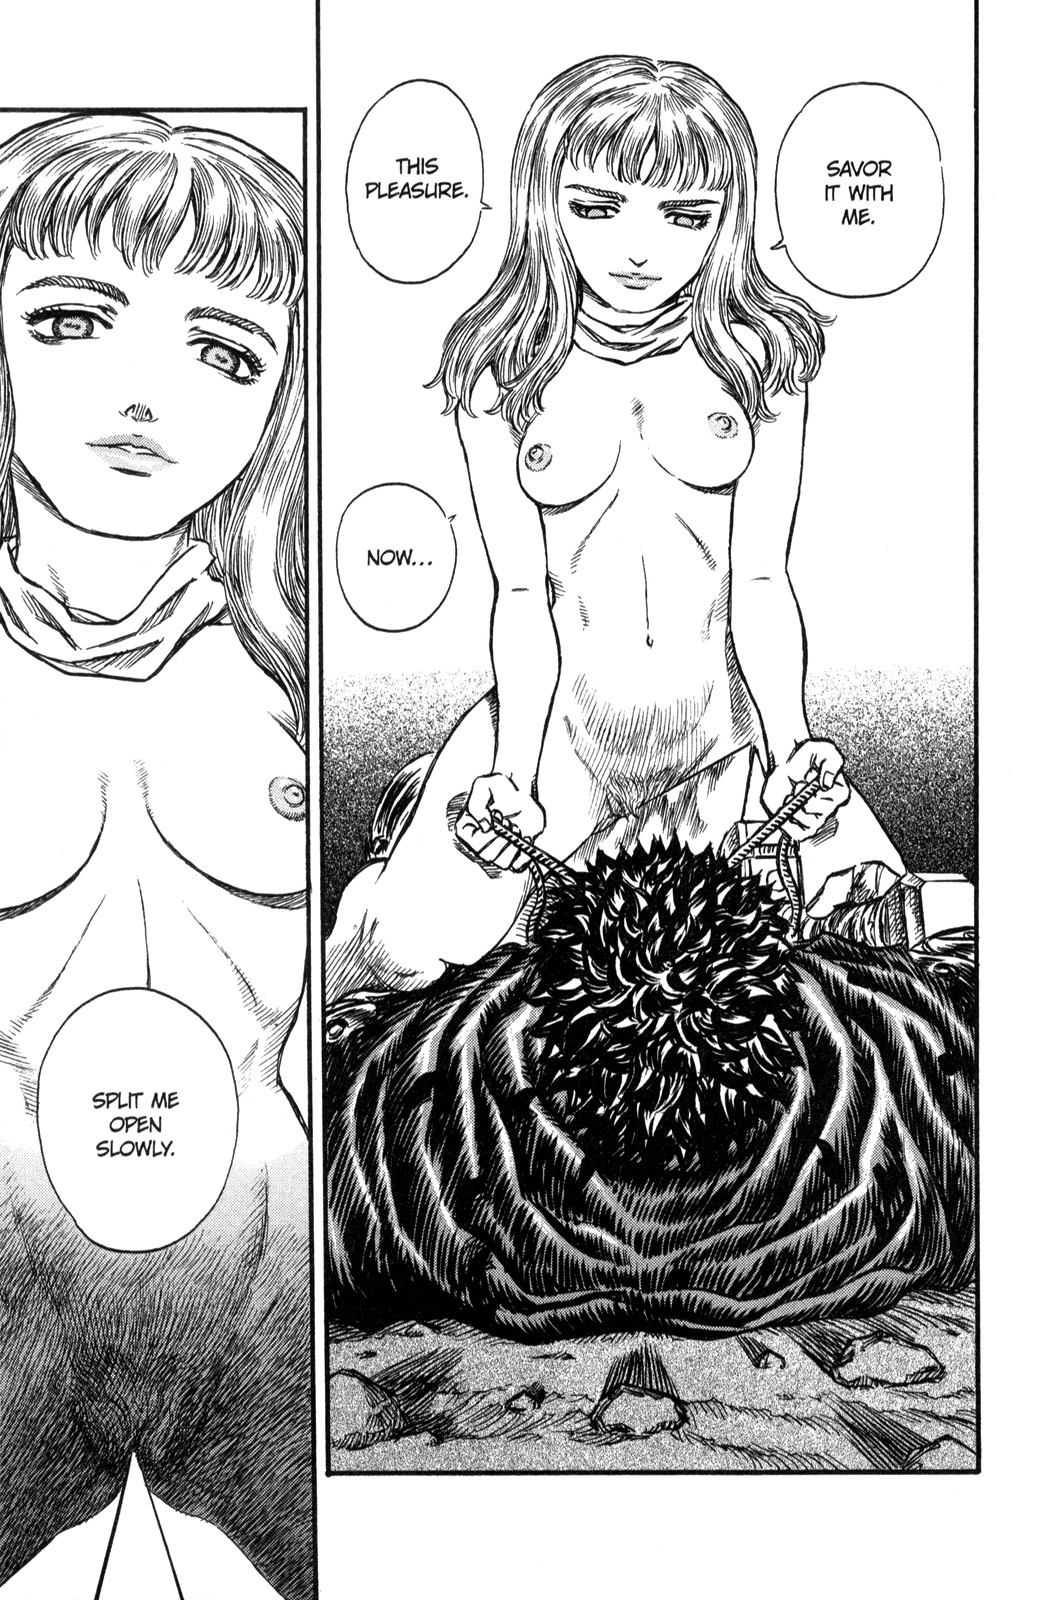 SAVOR
IT WITH
ME.
THIS
PLEASURE.
NOW...
SPLIT ME
OPEN
SLOWLY.